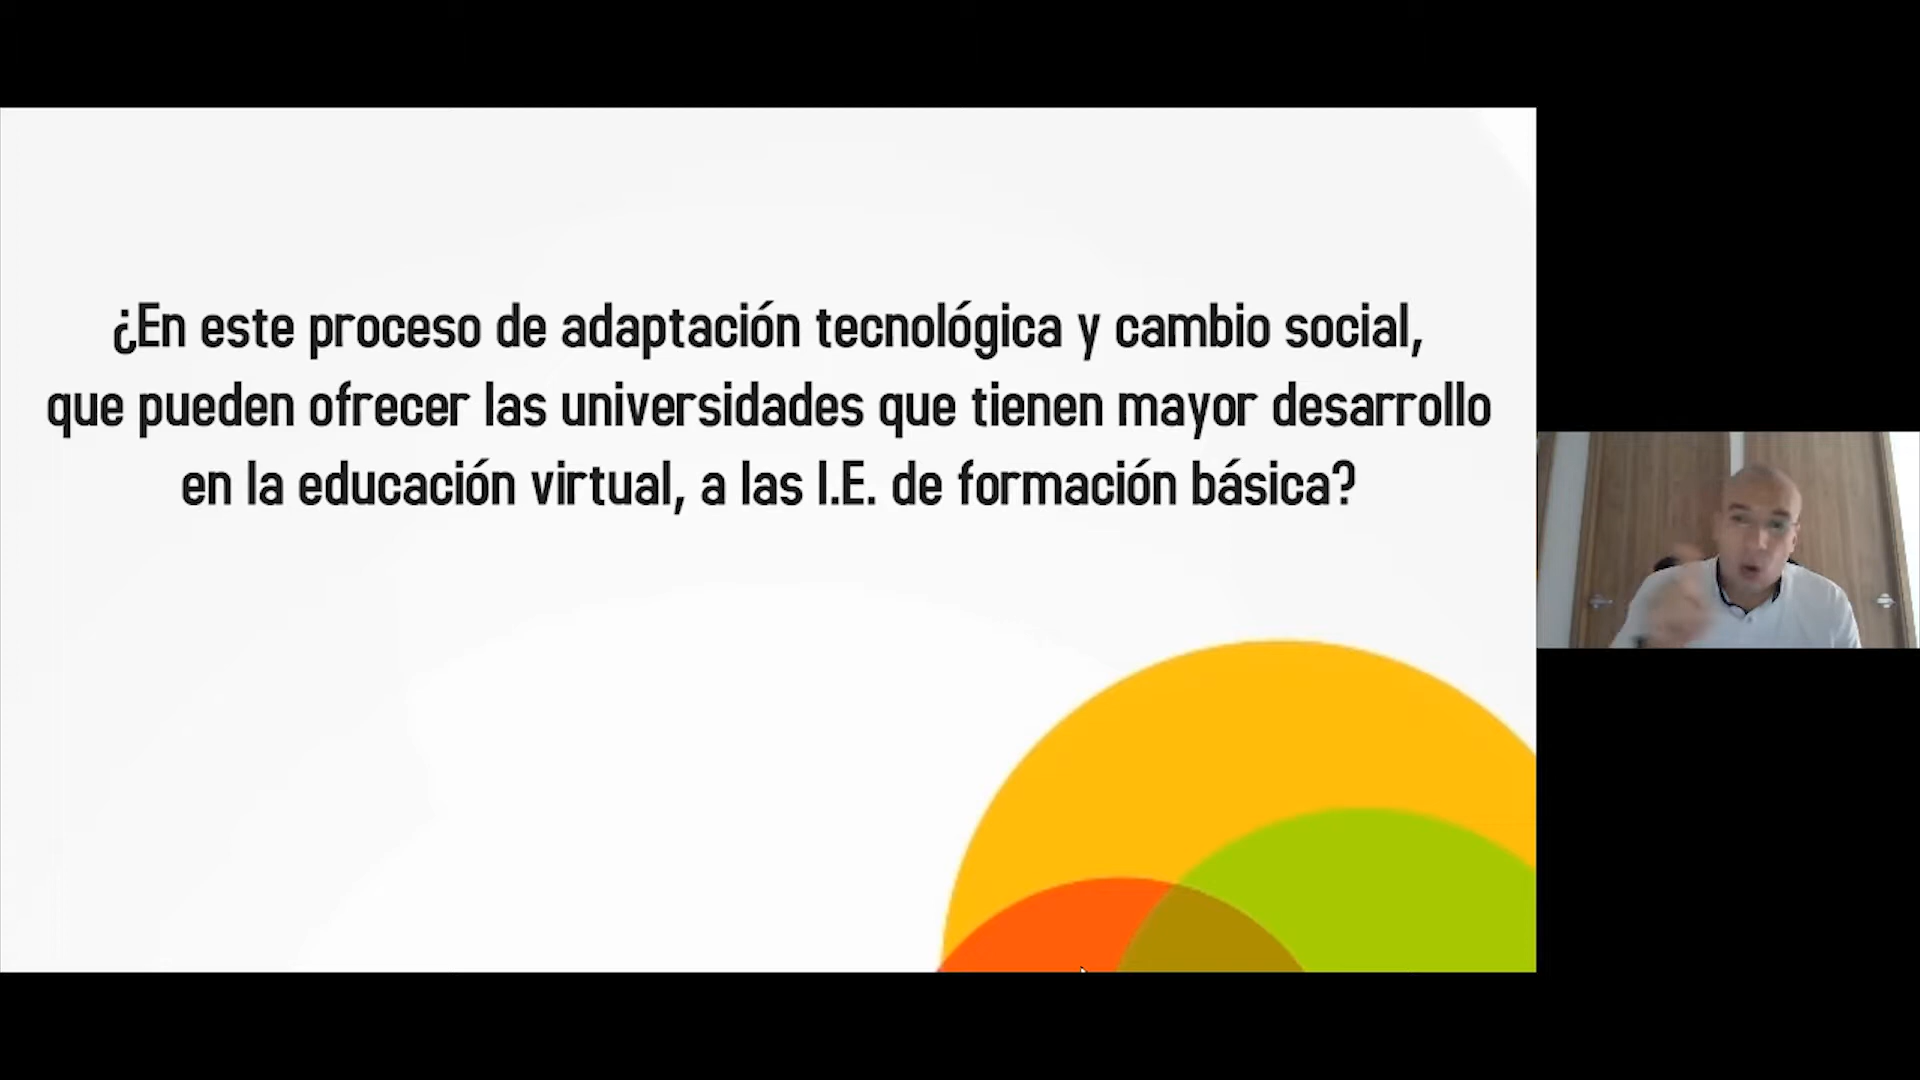 ¿En este proceso de adaptación tecnológica y cambio social,
que pueden ofrecer las universidades que tienen mayor desarrollo
en la educación virtual, a las I.E. de formación básica?